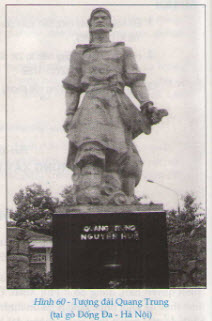 QUANG TRUNG
NGUYỄN HUỆ
Hình 60 - Tượng đài Quang Trung
(tại gò Đống Đa - Hà Nội)